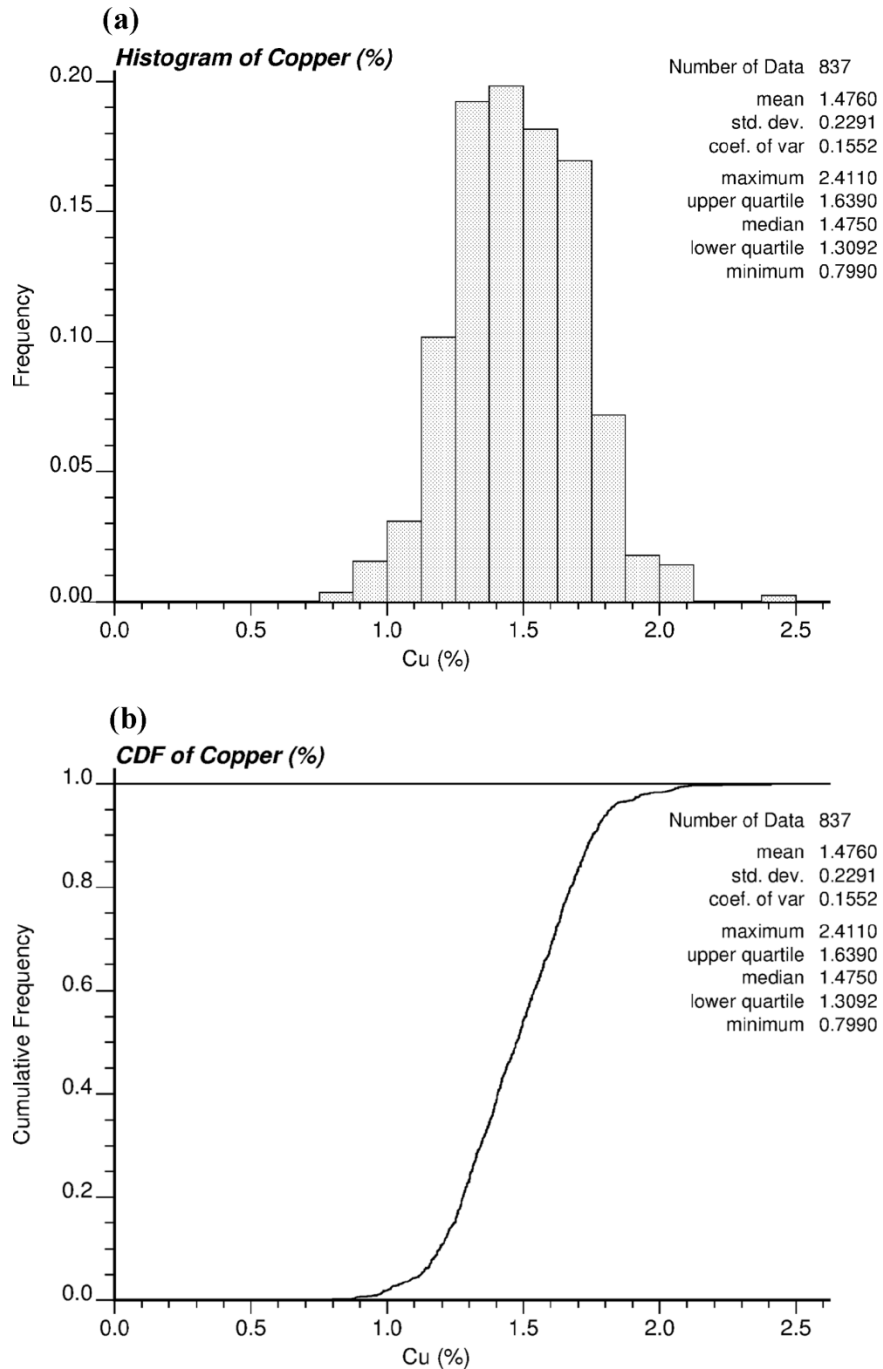 (a)
Histogram of Copper (%)
Number of Data 837
mean 1.4760
std. dev. 0.2291
coef. of var 0.1552
maximum 2.4110
upper quartile 1.6390
median 1.4750
lower quartile 1.3092
minimum 0.7990
Frequency
0.20
0.15
0.10
0.05
0.00
0.0 0.5 1.0 1.5 2.0 2.5
Cu (%)
(b)
CDF of Copper (%)
Number of Data 837
mean 1.4760
std. dev. 0.2291
coef. of var 0.1552
maximum 2.4110
upper quartile 1.6390
median 1.4750
lower quartile 1.3092
minimum 0.7990
Cumulative Frequency
1.0
0.8
0.6
0.4
0.2
0.0
0.0 0.5 1.0 1.5 2.0 2.5
Cu (%)